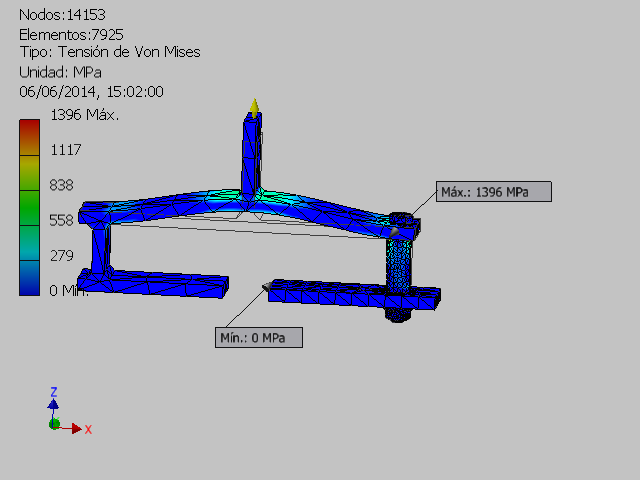 Nodos:14153
Elementos:7925
Tipo: Tensión de Von Mises
Unidad: MPa
06/06/2014, 15:02:00
1396 Máx.
1117
838
558
279
0 Mín.
Máx.: 1396 MPa
Mín.: 0 MPa
Z
X